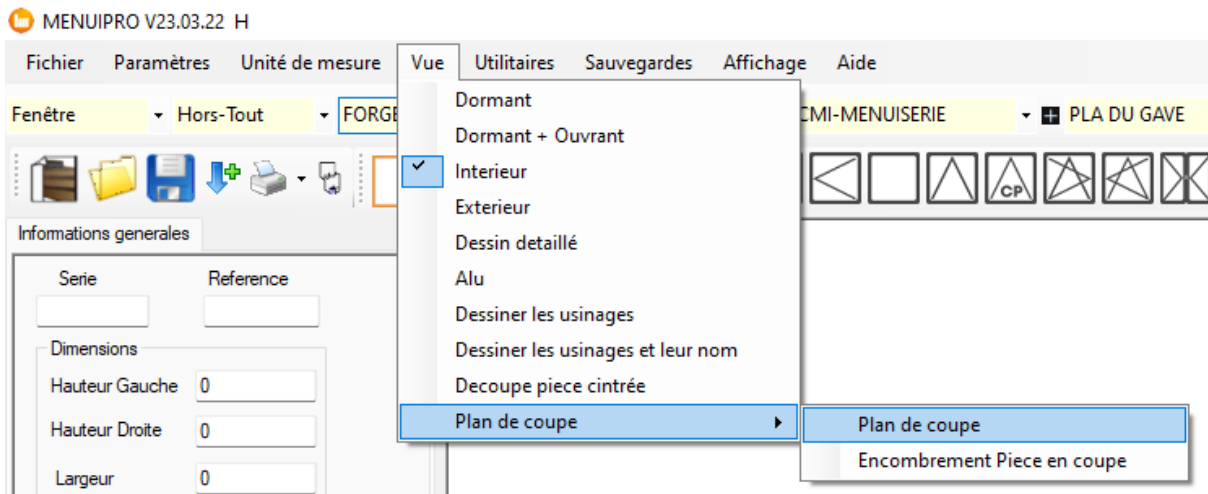 MENUIPRO V23.03.22 H
Fichier Paramètres Unité de mesure Vue Utilitaires Sauvegardes Affichage Aide
Fenêtre Hors-Tout FORGE CMI-MENUISERIE PLA DU GAVE
Dormant
Dormant + Ouvrant
Interieur
Exterieur
Dessin detaillé
Alu
Dessiner les usinages
Dessiner les usinages et leur nom
Decoupe piece cintrée
Plan de coupe
Plan de coupe
Encombrement Piece en coupe
CP
Informations generales
Serie Reference
Dimensions
Hauteur Gauche 0
Hauteur Droite 0
Largeur 0